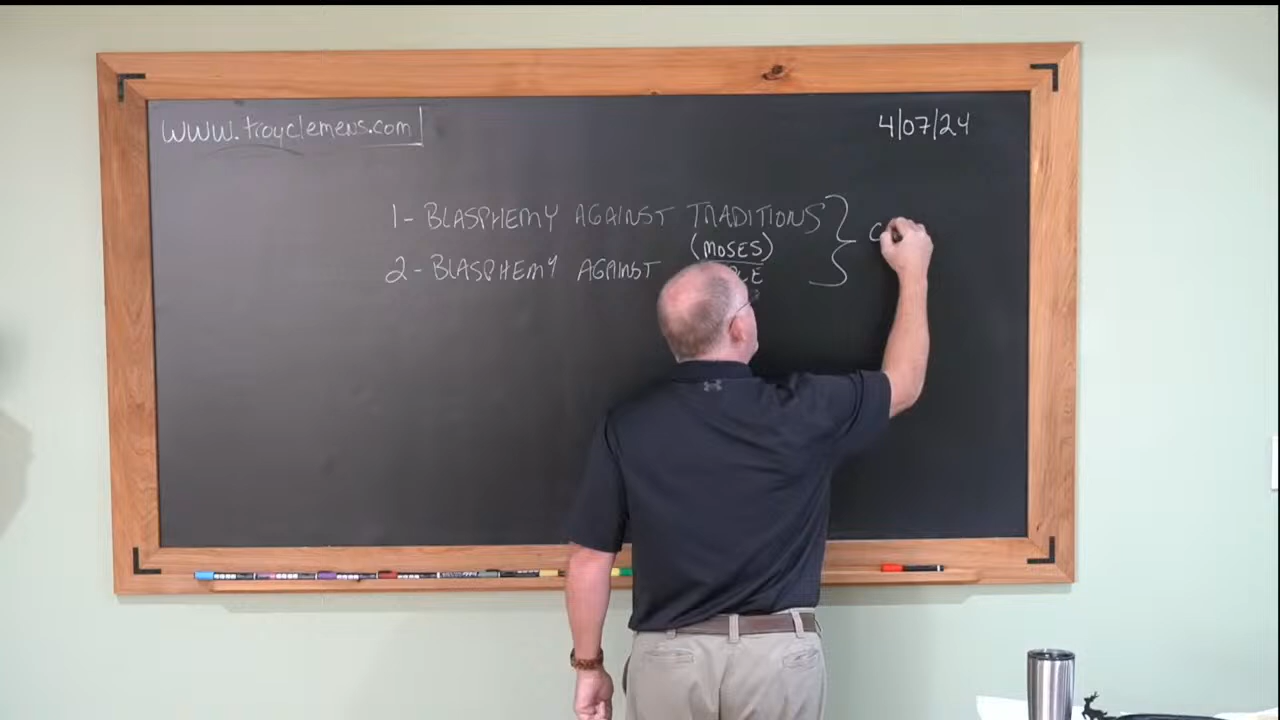 www.troyclemens.com
4/07/24
1- BLASPHEMY AGAINST TRADITIONS
(MOSES)
2- BLASPHEMY AGAINST